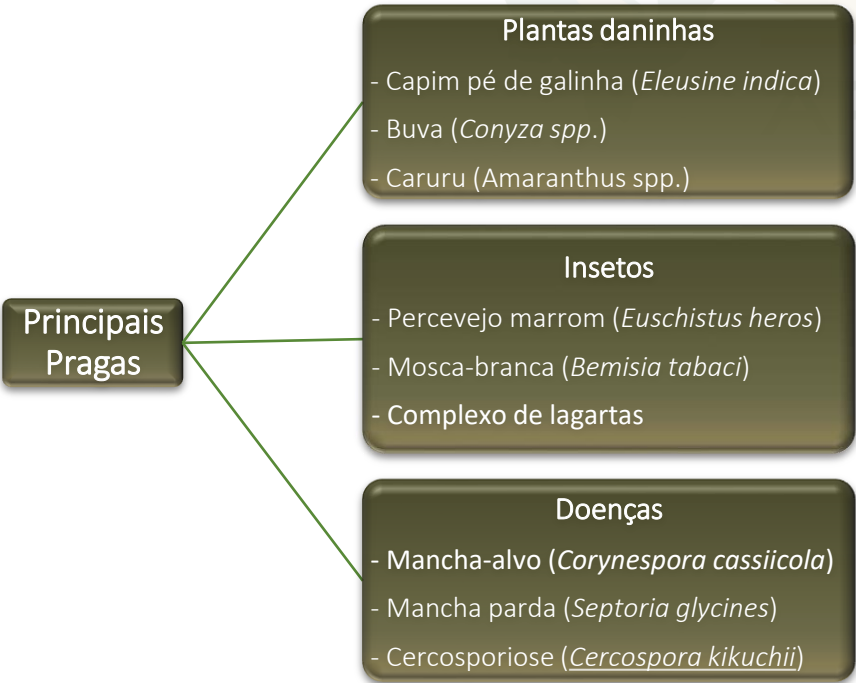 Principais
Pragas
Plantas daninhas
- Capim pé de galinha (Eleusine indica)
- Buva (Conyza spp.)
- Caruru (Amaranthus spp.)
Insetos
- Percevejo marrom (Euschistus heros)
- Mosca-branca (Bemisia tabaci)
- Complexo de lagartas
Doenças
- Mancha-alvo (Corynespora cassiicola)
- Mancha parda (Septoria glycines)
- Cercosporiose (Cercospora kikuchii)